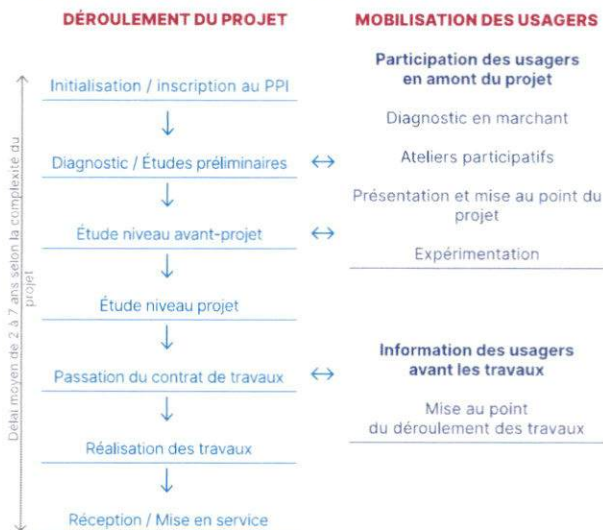 DÉROULEMENT DU PROJET
Initialisation / inscription au PPI
Diagnostic / Études préliminaires
Étude niveau avant-projet
Étude niveau projet
Passation du contrat de travaux
Réalisation des travaux
Réception / Mise en service
Délai moyen de 2 à 7 ans selon la complexité du
projet
MOBILISATION DES USAGERS
Participation des usagers
en amont du projet
Diagnostic en marchant
Ateliers participatifs
Présentation et mise au point du
projet
Expérimentation
Information des usagers
avant les travaux
Mise au point
du déroulement des travaux